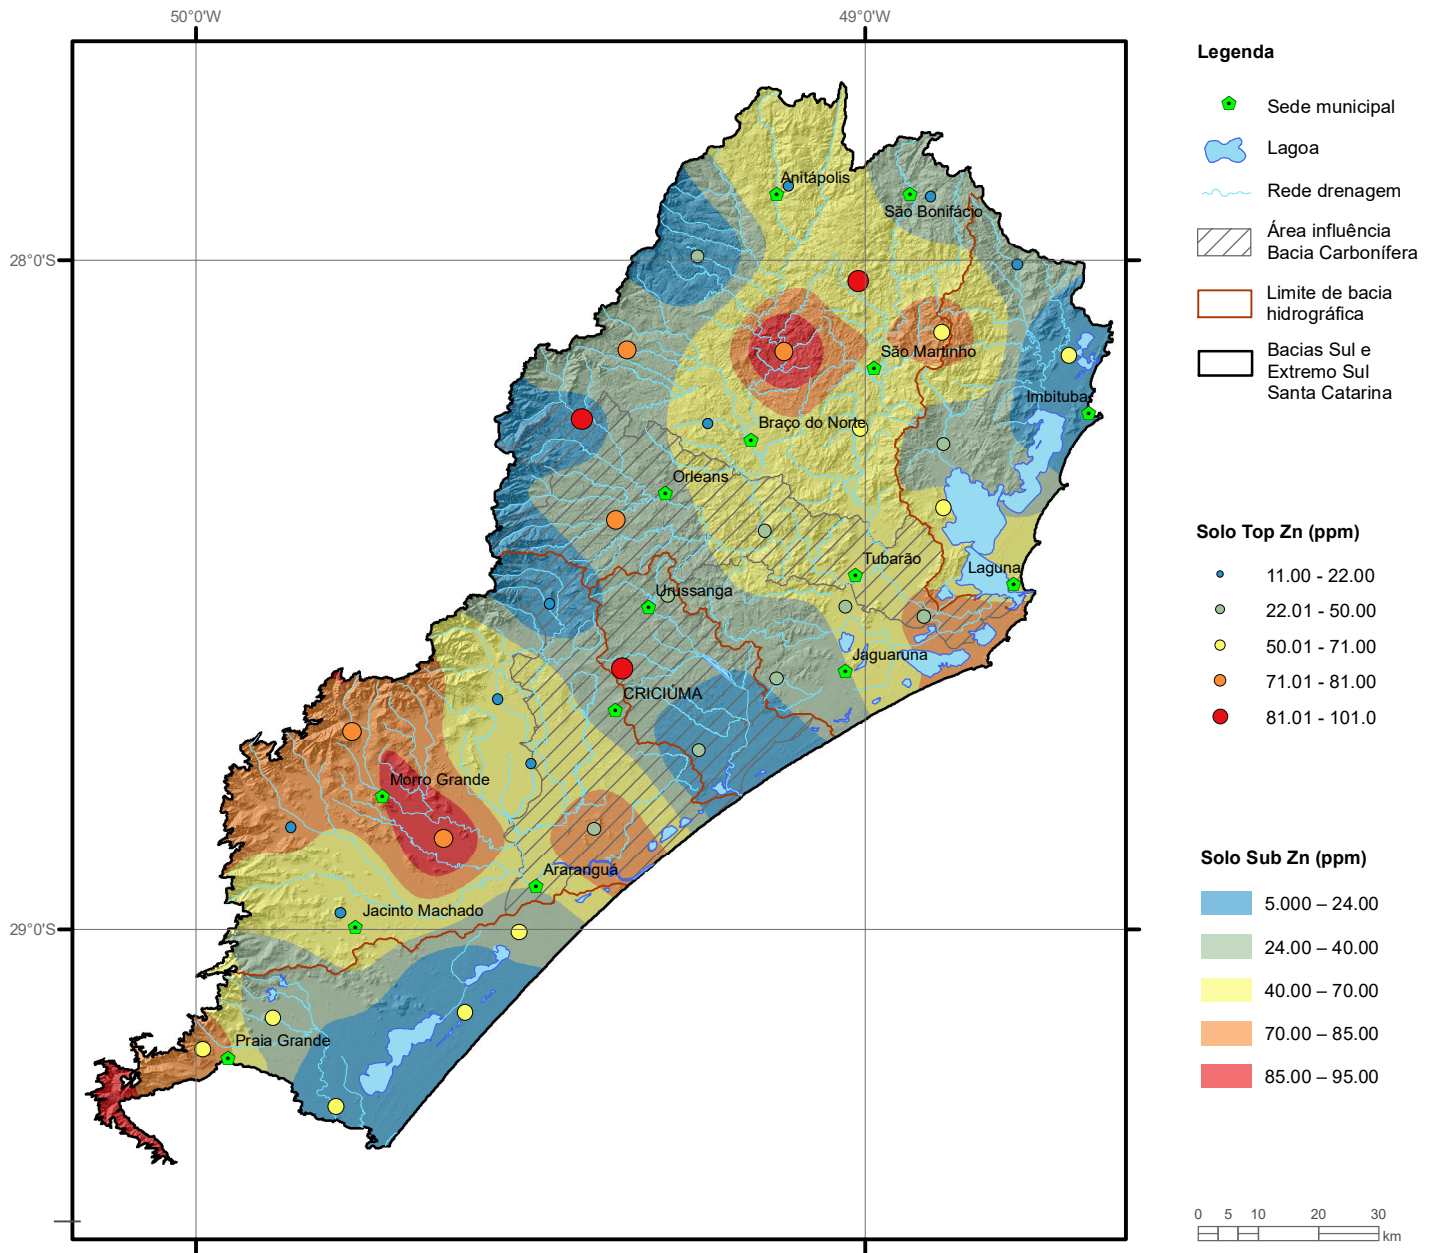 50°0'W
49°0'W
28°0'S
29°0'S
Anitápolis
São Bonifácio
São Martinho
Imbituba
Braço do Norte
Orleans
Tubarão
Laguna
Urussanga
Jaguaruna
CRICIÚMA
Morro Grande
Araranguá
Jacinto Machado
Praia Grande
Legenda
Sede municipal
Lagoa
Rede drenagem
Área influência
Bacia Carbonífera
Limite de bacia
hidrográfica
Bacias Sul e
Extremo Sul
Santa Catarina
Solo Top Zn (ppm)
11.00 - 22.00
22.01 - 50.00
50.01 - 71.00
71.01 - 81.00
81.01 - 101.0
Solo Sub Zn (ppm)
5.000 – 24.00
24.00 – 40.00
40.00 – 70.00
70.00 – 85.00
85.00 – 95.00
0 5 10 20 30
km